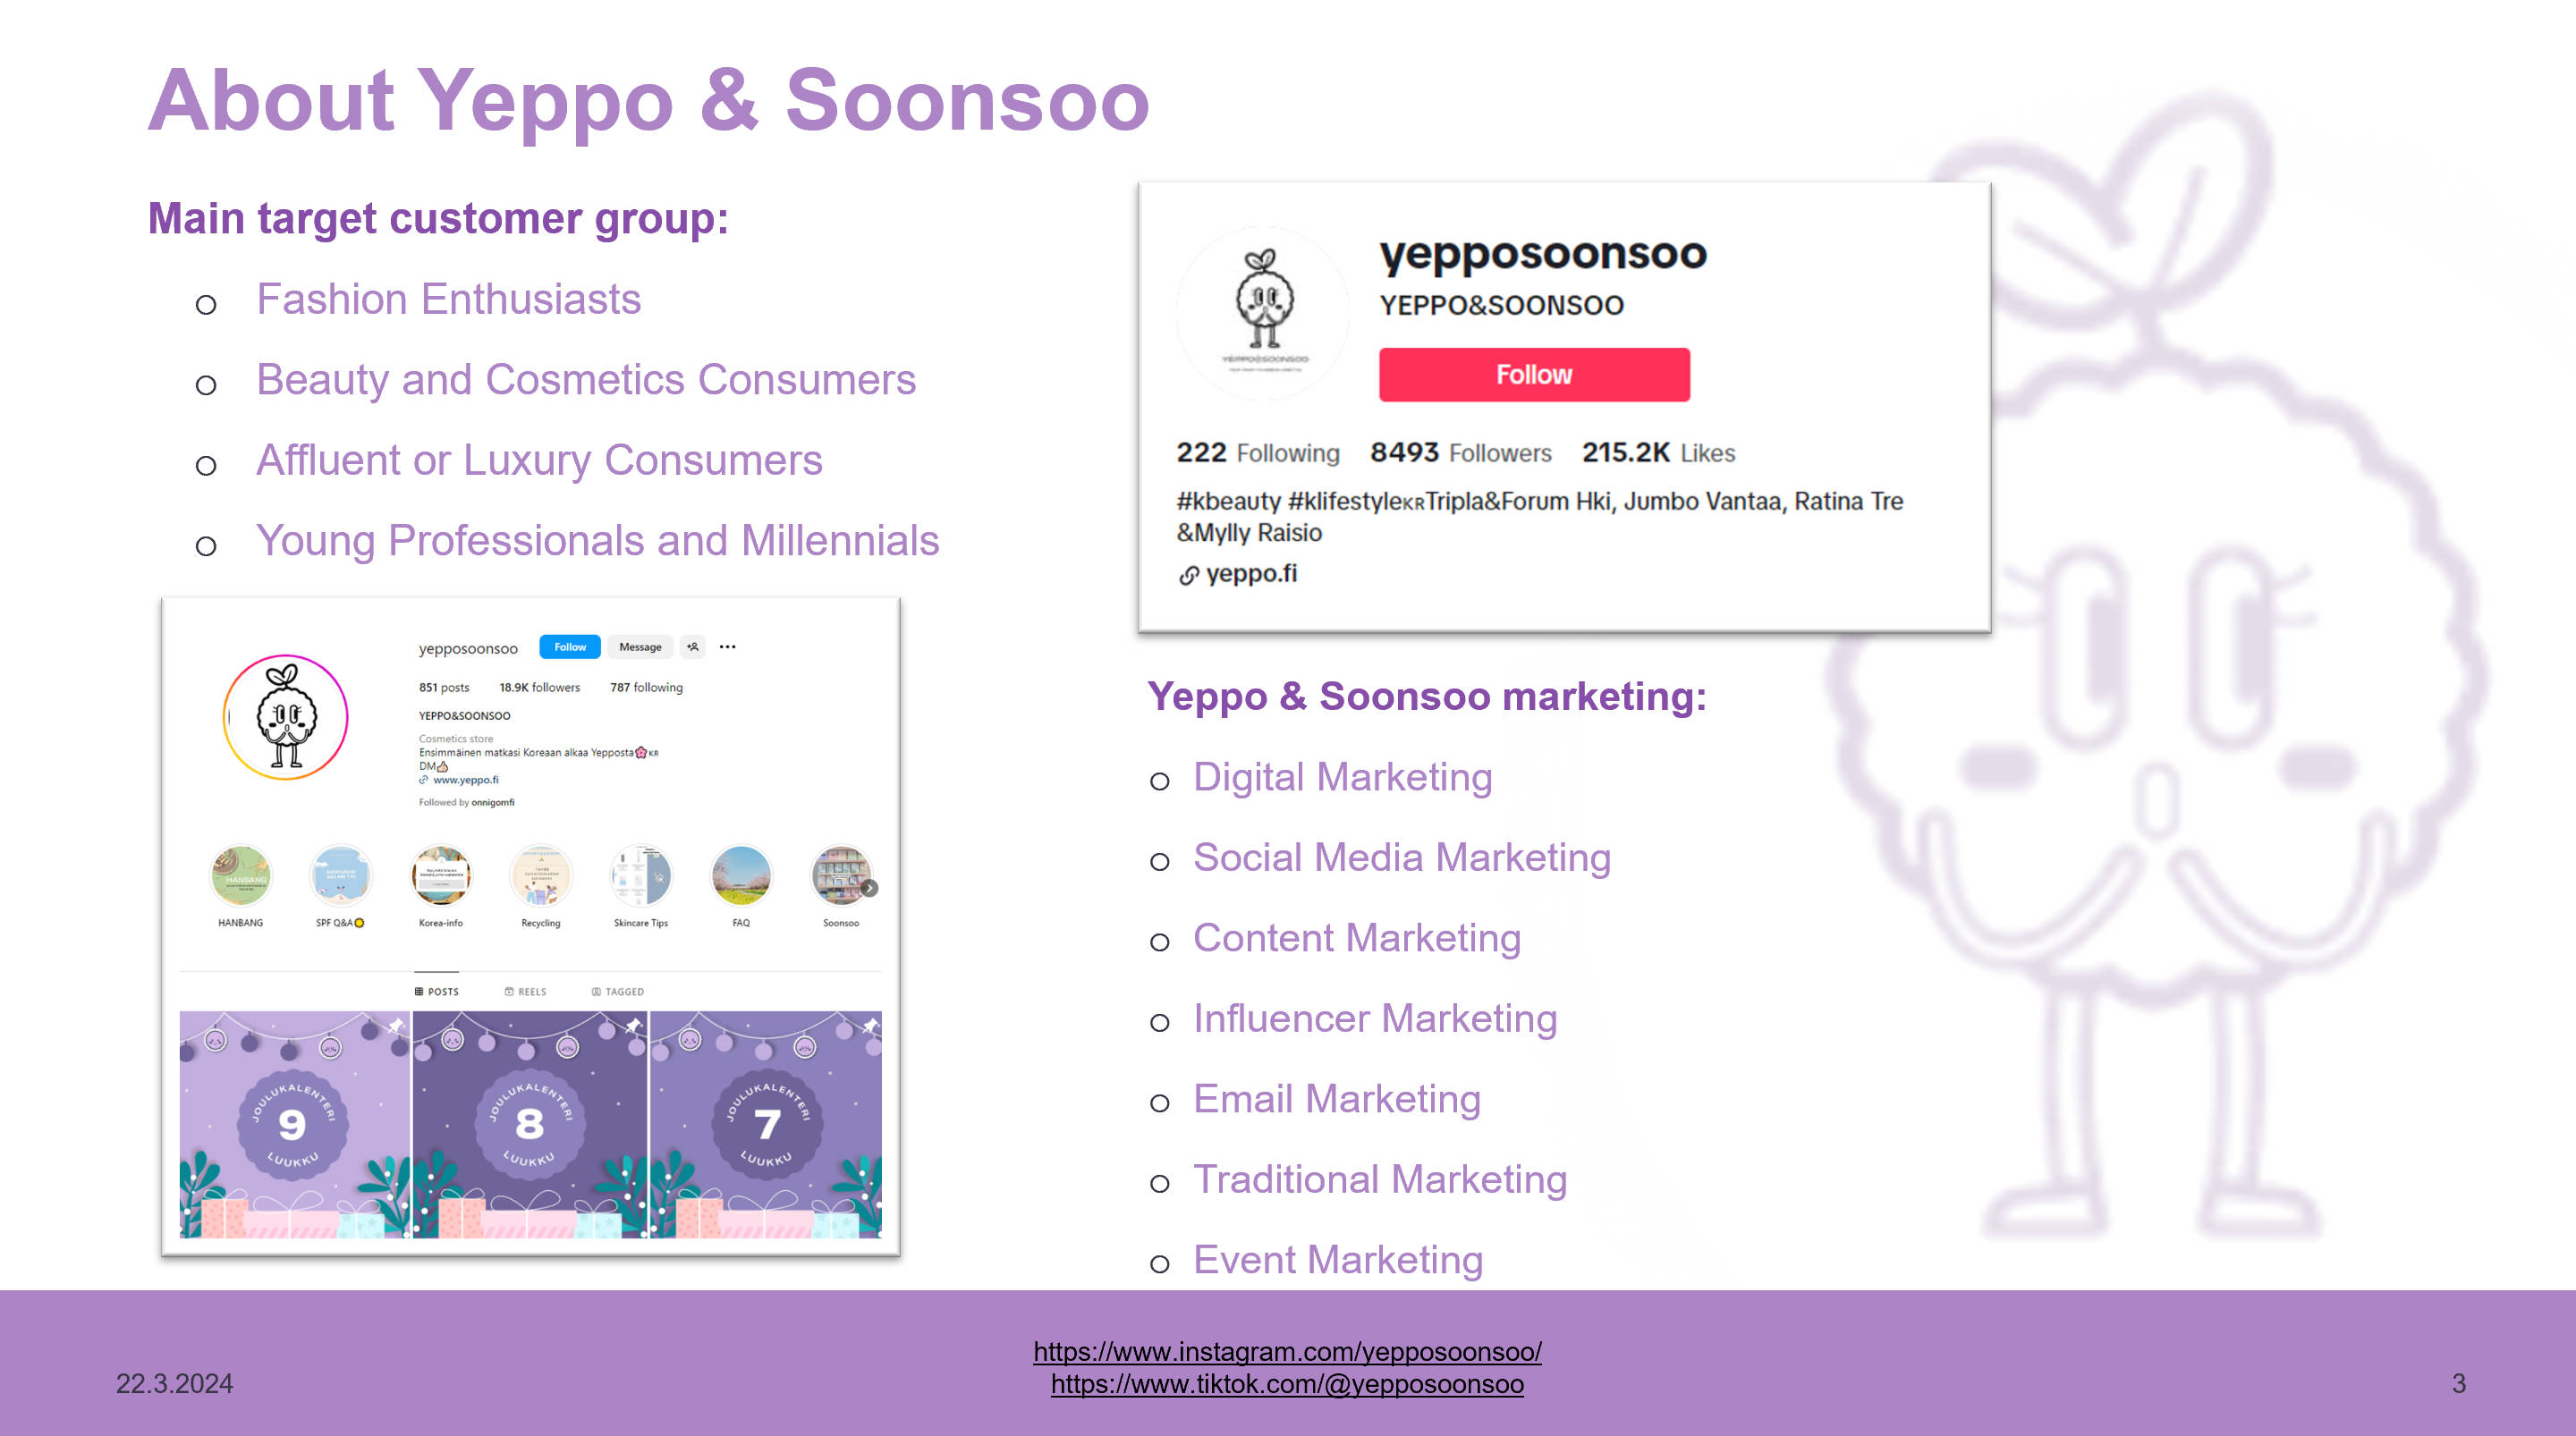 About Yeppo & Soonsoo
Main target customer group:
Fashion Enthusiasts
Beauty and Cosmetics Consumers
Affluent or Luxury Consumers
Young Professionals and Millennials
yepposoonsoo Follow Message
851 posts 18.9K followers 787 following
YEPPO&SOONSOO
Cosmetics store
Ensimmäinen matkasi Koreaan alkaa Yepposta🌸KR
DM👍
www.yeppo.fi
Followed by onnigomfi
HANBANG
HANBANG SPF Q&A🌞 Korea-info Recycling Skincare Tips FAQ Soonsoo
POSTS REELS TAGGED
JOULUKALENTERI
9
LUUKKU
JOULUKALENTERI
8
LUUKKU
JOULUKALENTERI
7
LUUKKU
yepposoonsoo
YEPPO&SOONSOO
Follow
YEPPO&SOONSOO
222 Following 8493 Followers 215.2K Likes
#kbeauty #klifestyleKRTripla&Forum Hki, Jumbo Vantaa, Ratina Tre
&Mylly Raisio
yeppo.fi
Yeppo & Soonsoo marketing:
Digital Marketing
Social Media Marketing
Content Marketing
Influencer Marketing
Email Marketing
Traditional Marketing
Event Marketing
22.3.2024
https://www.instagram.com/yepposoonsoo/
https://www.tiktok.com/@yepposoonsoo
3